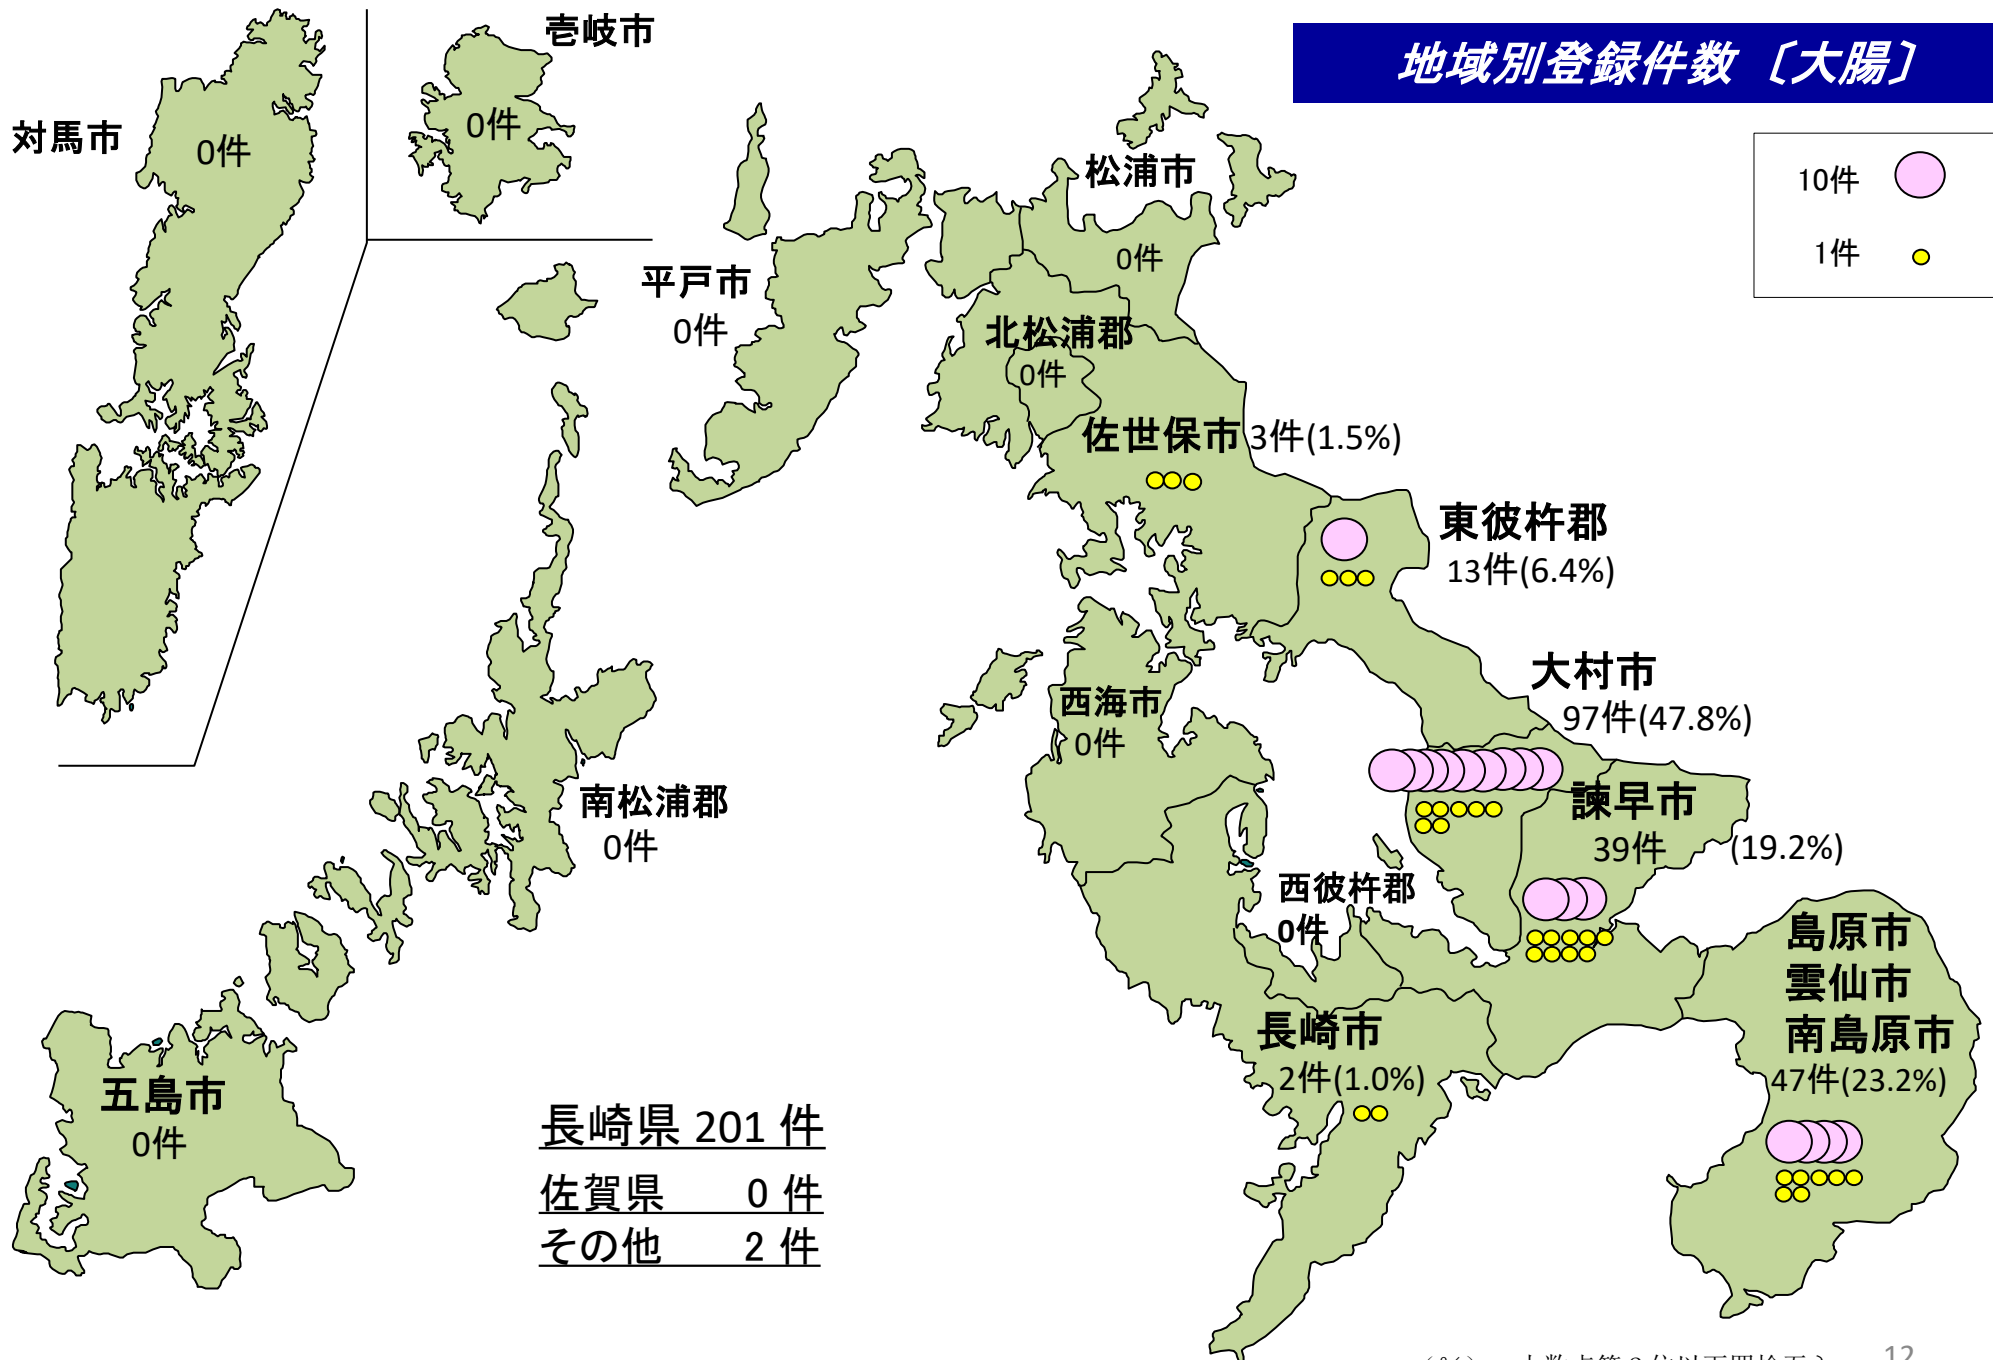 地域別登録件数〔大腸〕
10件
1件
壱岐市
0件
対馬市
0件
松浦市
0件
平戸市
0件
北松浦郡
0件
佐世保市 3件(1.5%)
東彼杵郡
13件(6.4%)
大村市
97件(47.8%)
西海市
0件
諫早市
39件 (19.2%)
南松浦郡
0件
西彼杵郡
0件
島原市
雲仙市
南島原市
47件(23.2%)
長崎市
2件(1.0%)
五島市
0件
長崎県 201 件
佐賀県 0 件
その他 2 件
12